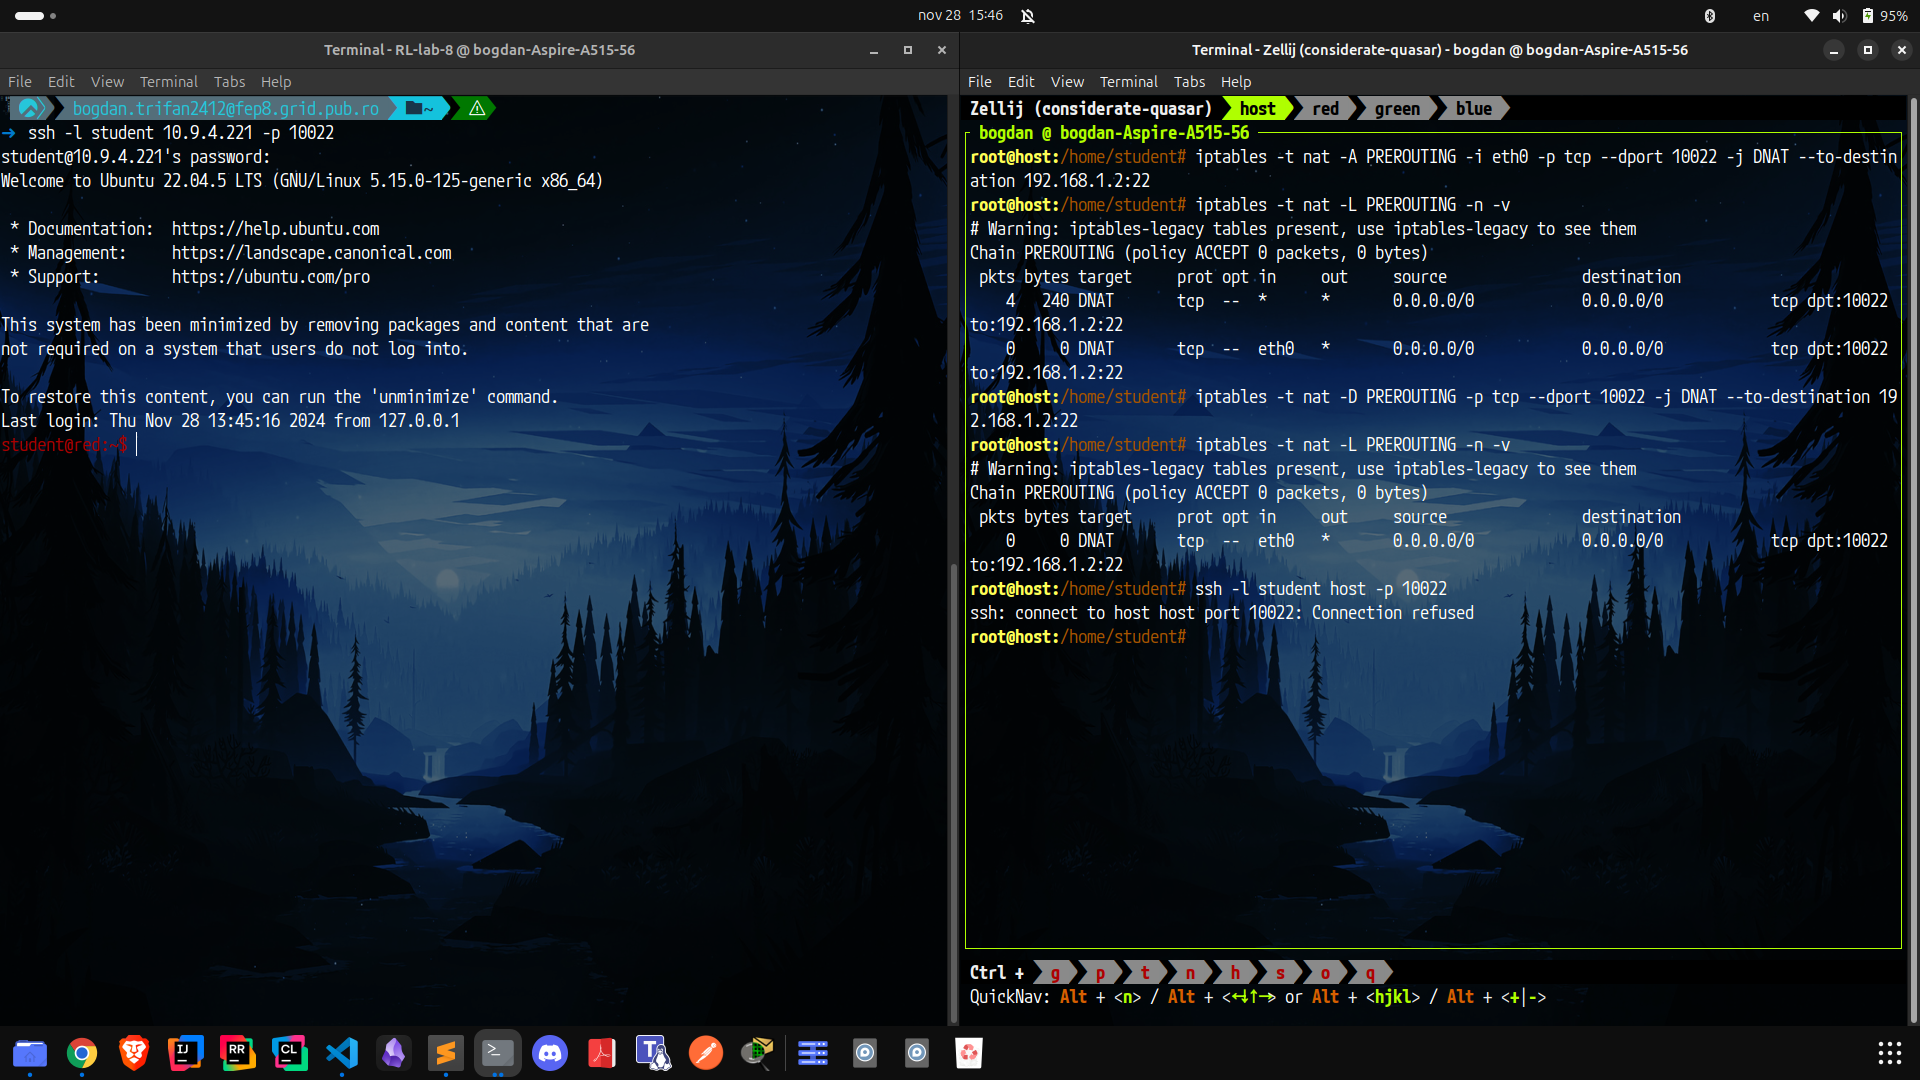 nov 28 15:46
en
95%
Terminal - RL-lab-8 @ bogdan-Aspire-A515-56
File Edit View Terminal Tabs Help
bogdan.trifan2412@fep8.grid.pub.ro ~
→ ssh -l student 10.9.4.221 -p 10022
student@10.9.4.221's password:
Welcome to Ubuntu 22.04.5 LTS (GNU/Linux 5.15.0-125-generic x86_64)
* Documentation: https://help.ubuntu.com
* Management: https://landscape.canonical.com
* Support: https://ubuntu.com/pro
This system has been minimized by removing packages and content that are
not required on a system that users do not log into.
To restore this content, you can run the 'unminimize' command.
Last login: Thu Nov 28 13:45:16 2024 from 127.0.0.1
student@red:~$
Terminal - Zellij (considerate-quasar) - bogdan @ bogdan-Aspire-A515-56
File Edit View Terminal Tabs Help
Zellij (considerate-quasar) host red green blue
bogdan @ bogdan-Aspire-A515-56
root@host:/home/student# iptables -t nat -A PREROUTING -i eth0 -p tcp --dport 10022 -j DNAT --to-destin
ation 192.168.1.2:22
root@host:/home/student# iptables -t nat -L PREROUTING -n -v
# Warning: iptables-legacy tables present, use iptables-legacy to see them
Chain PREROUTING (policy ACCEPT 0 packets, 0 bytes)
pkts bytes target prot opt in out source destination
4 240 DNAT tcp -- * * 0.0.0.0/0 0.0.0.0/0 tcp dpt:10022
to:192.168.1.2:22
0 0 DNAT tcp -- eth0 * 0.0.0.0/0 0.0.0.0/0 tcp dpt:10022
to:192.168.1.2:22
root@host:/home/student# iptables -t nat -D PREROUTING -p tcp --dport 10022 -j DNAT --to-destination 19
2.168.1.2:22
root@host:/home/student# iptables -t nat -L PREROUTING -n -v
# Warning: iptables-legacy tables present, use iptables-legacy to see them
Chain PREROUTING (policy ACCEPT 0 packets, 0 bytes)
pkts bytes target prot opt in out source destination
0 0 DNAT tcp -- eth0 * 0.0.0.0/0 0.0.0.0/0 tcp dpt:10022
to:192.168.1.2:22
root@host:/home/student# ssh -l student host -p 10022
ssh: connect to host host port 10022: Connection refused
root@host:/home/student#
Ctrl + g p t n h s o q
QuickNav: Alt + <n> / Alt + <←↓↑→> or Alt + <hjkl> / Alt + <+|->
IJ RR CL T